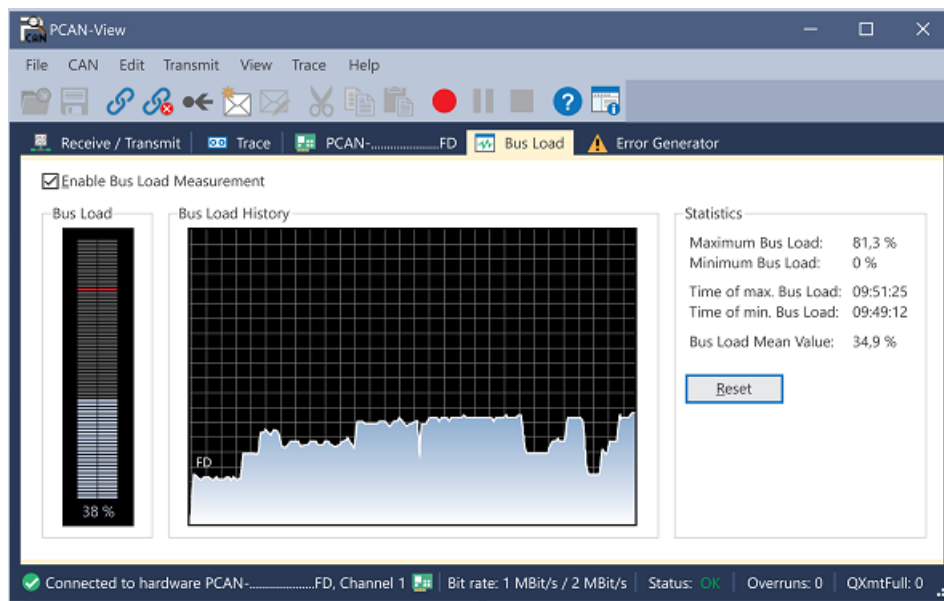 PCAN-View
File CAN Edit Transmit View Trace Help
Receive / Transmit Trace PCAN-.....................FD Bus Load Error Generator
Enable Bus Load Measurement
Bus Load
38 %
Bus Load History
FD
Statistics
Maximum Bus Load: 81,3 %
Minimum Bus Load: 0 %
Time of max. Bus Load: 09:51:25
Time of min. Bus Load: 09:49:12
Bus Load Mean Value: 34,9 %
Reset
Connected to hardware PCAN-....................FD, Channel 1 Bit rate: 1 MBit/s / 2 MBit/s Status: OK Overruns: 0 QXmtFull: 0